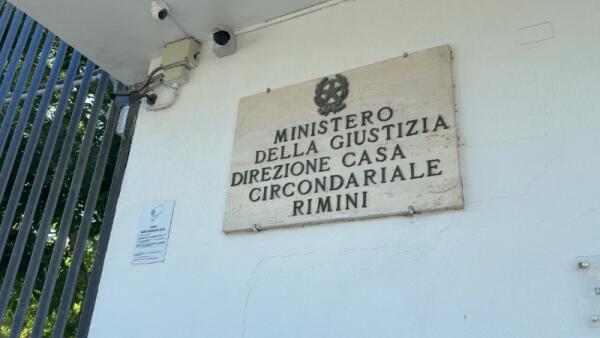 MINISTERO
DELLA GIUSTIZIA
DIREZIONE CASA
CIRCONDARIALE
RIMINI